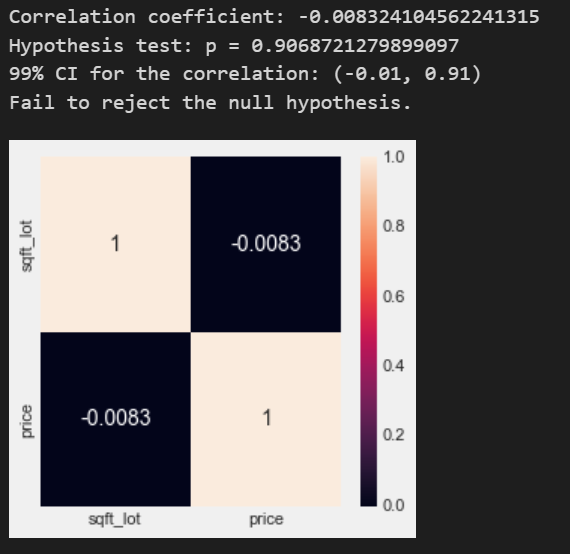 Correlation coefficient: -0.008324104562241315
Hypothesis test: p = 0.9068721279899097
99% CI for the correlation: (-0.01, 0.91)
Fail to reject the null hypothesis.
1.0
sqft_lot
1
-0.0083
0.8
0.6
0.4
price
-0.0083
1
0.2
0.0
sqft_lot
price